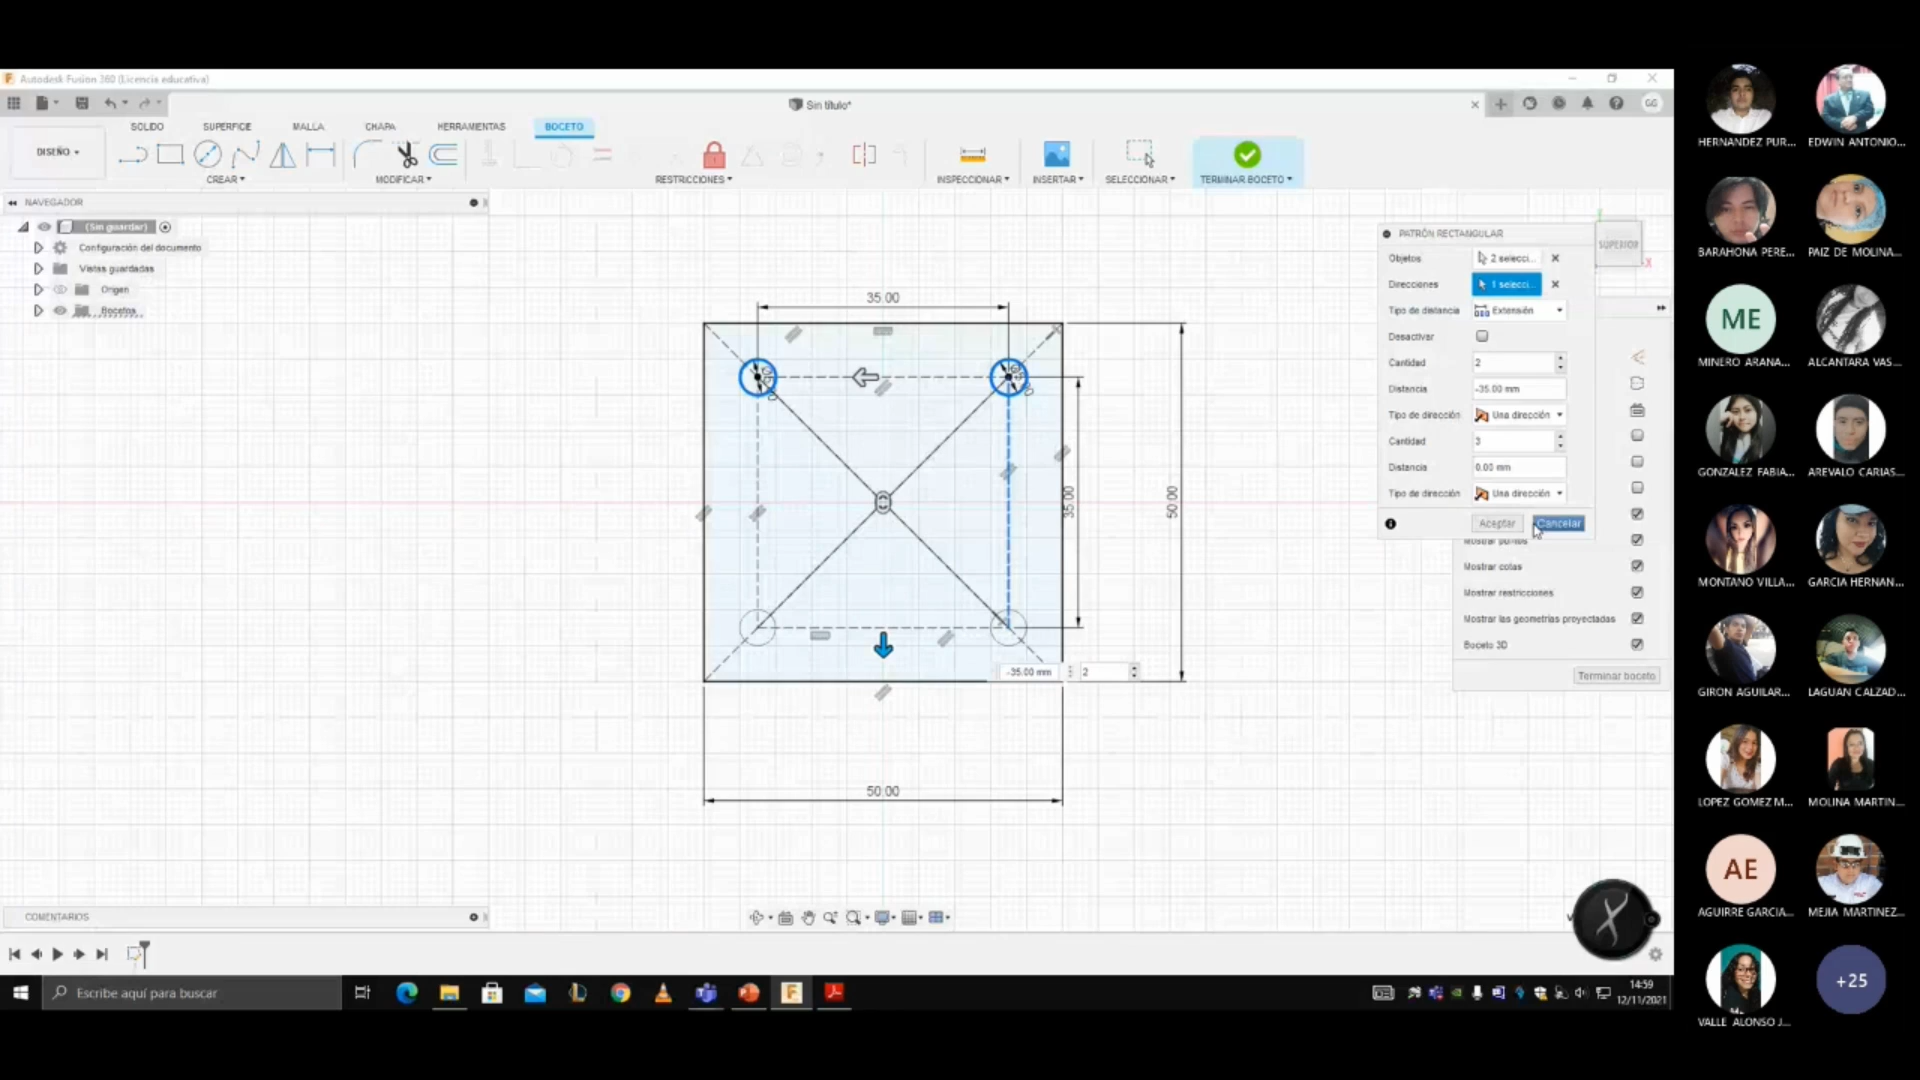 Autodesk Fusion 360 (Licencia educativa)
Sin título*
GG
SOLIDO SUPERFICIE MALLA CHAPA HERRAMIENTAS BOCETO
DISEÑO
CREAR MODIFICAR RESTRICCIONES INSPECCIONAR INSERTAR SELECCIONAR TERMINAR BOCETO
NAVEGADOR
(Sin guardar)
Configuración del documento
Vistas guardadas
Origen
Bocetos
35.00
35.00
50.00
50.00
-35.00 mm
2
SUPERIOR
X
PATRÓN RECTANGULAR
Objetos 2 selecci...
Direcciones 1 selecci...
Tipo de distancia Extensión
Desactivar
Cantidad 2
Distancia -35.00 mm
Tipo de dirección Una dirección
Cantidad 3
Distancia 0.00 mm
Tipo de dirección Una dirección
Aceptar Cancelar
Mostrar puntos
Mostrar cotas
Mostrar restricciones
Mostrar las geometrías proyectadas
Boceto 3D
Terminar boceto
COMENTARIOS
Escribe aquí para buscar
14:59
12/11/2021
HERNANDEZ PUR...
EDWIN ANTONIO...
BARAHONA PERE...
PAIZ DE MOLINA...
ME
MINERO ARANA...
ALCANTARA VAS...
GONZALEZ FABIA...
AREVALO CARIAS...
MONTANO VILLA...
GARCIA HERNAN...
GIRON AGUILAR...
LAGUAN CALZAD...
LOPEZ GOMEZ M...
MOLINA MARTIN...
AE
AGUIRRE GARCIA...
MEJIA MARTINEZ...
VALLE ALONSO J...
+25